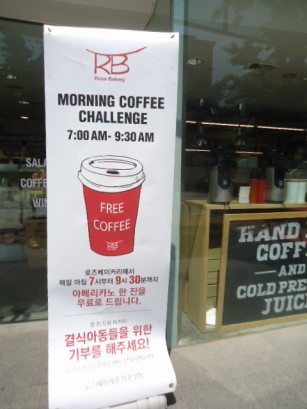 RB
Rose Bakery
MORNING COFFEE
CHALLENGE
7:00 AM- 9:30 AM
FREE
COFFEE
RB
로즈베이커리에서
매일 아침 7시부터 9시 30분까지
아메리카노 한 잔을
무료로 드립니다.
결식아동들을 위한
기부를 해주세요!
SALA
COFFE
WIN
HAND
COFF
AND
COLD PRE
JUIC